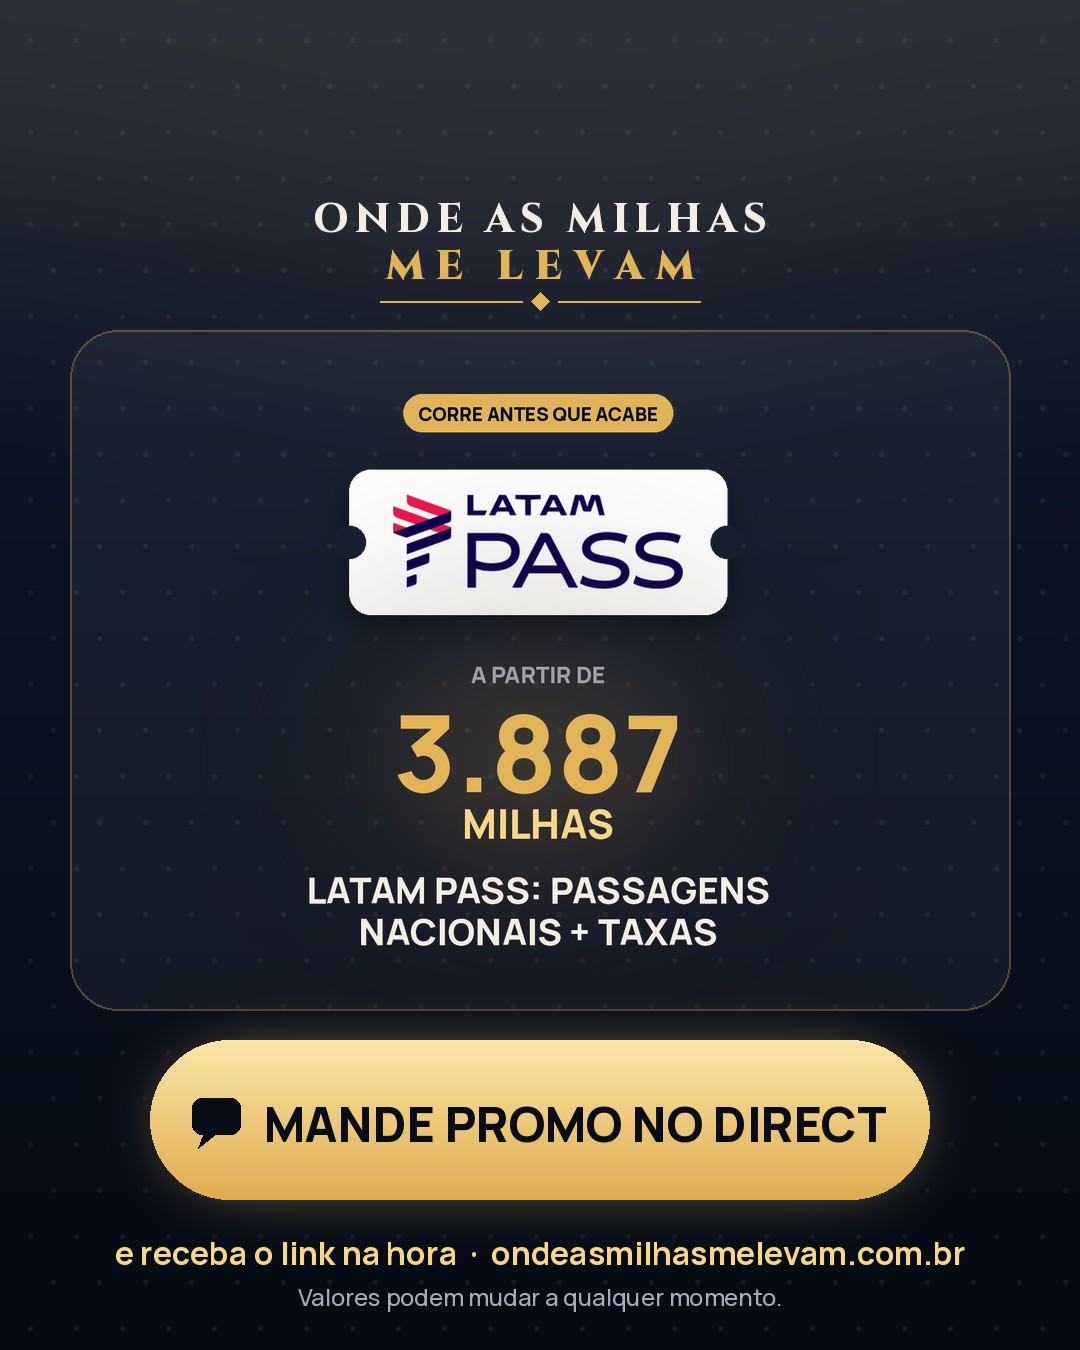 ONDE AS MILHAS
ME LEVAM
CORRE ANTES QUE ACABE
LATAM
PASS
A PARTIR DE
3.887
MILHAS
LATAM PASS: PASSAGENS
NACIONAIS + TAXAS
MANDE PROMO NO DIRECT
e receba o link na hora · ondeasmilhasmelevam.com.br
Valores podem mudar a qualquer momento.